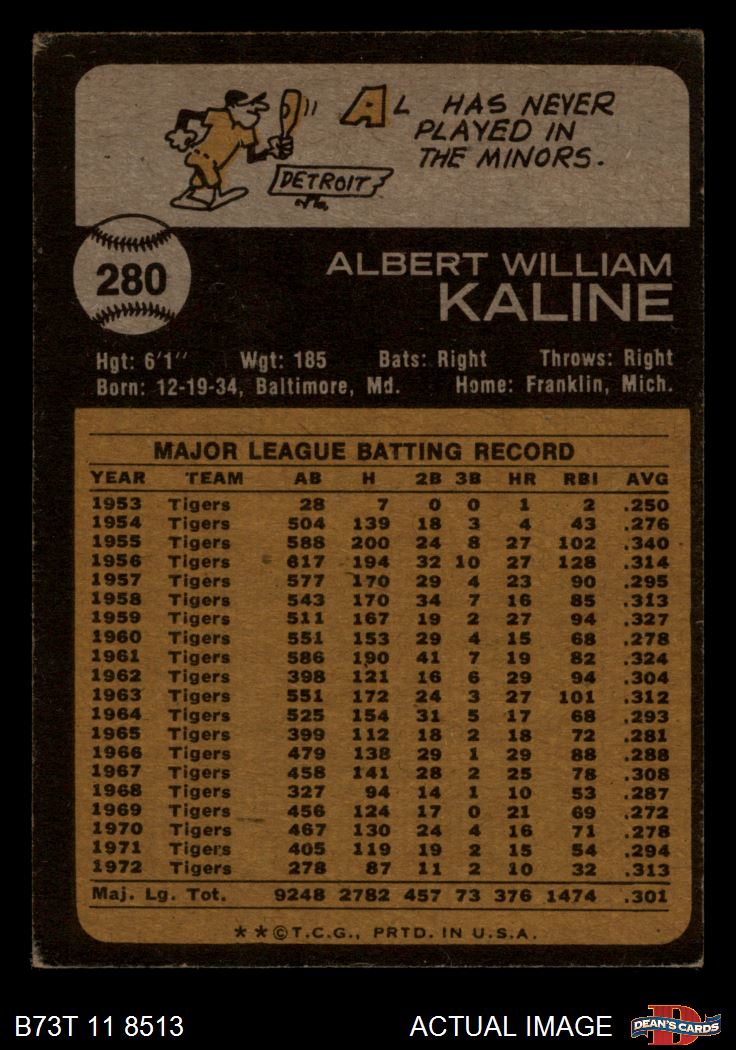 AL HAS NEVER
PLAYED IN
THE MINORS.
DETROIT
280
ALBERT WILLIAM
KALINE
Hgt: 6'1" Wgt: 185 Bats: Right Throws: Right
Born: 12-19-34, Baltimore, Md. Home: Franklin, Mich.
MAJOR LEAGUE BATTING RECORD
YEAR TEAM AB H 2B 3B HR RBI AVG
1953 Tigers 28 7 0 0 1 2 .250
1954 Tigers 504 139 18 3 4 43 .276
1955 Tigers 588 200 24 8 27 102 .340
1956 Tigers 617 194 32 10 27 128 .314
1957 Tigers 577 170 29 4 23 90 .295
1958 Tigers 543 170 34 7 16 85 .313
1959 Tigers 511 167 19 2 27 94 .327
1960 Tigers 551 153 29 4 15 68 .278
1961 Tigers 586 190 41 7 19 82 .324
1962 Tigers 398 121 16 6 29 94 .304
1963 Tigers 551 172 24 3 27 101 .312
1964 Tigers 525 154 31 5 17 68 .293
1965 Tigers 399 112 18 2 18 72 .281
1966 Tigers 479 138 29 1 29 88 .288
1967 Tigers 458 141 28 2 25 78 .308
1968 Tigers 327 94 14 1 10 53 .287
1969 Tigers 456 124 17 0 21 69 .272
1970 Tigers 467 130 24 4 16 71 .278
1971 Tigers 405 119 19 2 15 54 .294
1972 Tigers 278 87 11 2 10 32 .313
Maj. Lg. Tot. 9248 2782 457 73 376 1474 .301
**©T.C.G., PRTD. IN U.S.A.
B73T 11 8513 ACTUAL IMAGE DEAN'S CARDS